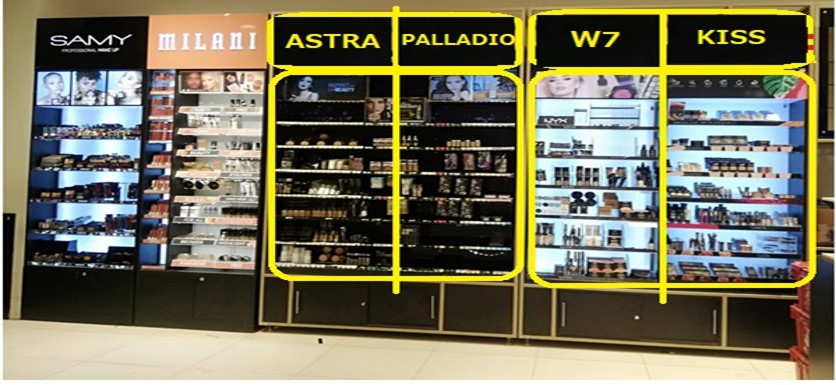 SAMY
PROFESSIONAL MAKE UP
MILANI
ASTRA
PALLADIO
W7
KISS
NYX